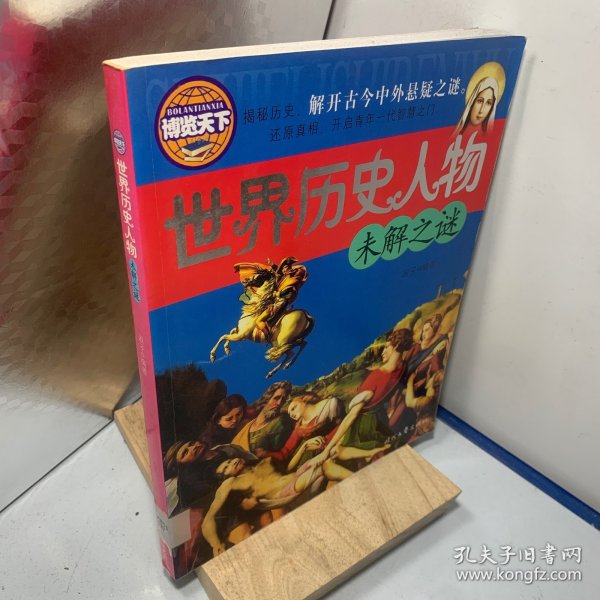 BOLANTIANXIA
博览天下
揭秘历史，解开古今中外悬疑之谜。
还原真相，开启青年一代智慧之门。
世界历史人物
未解之谜
世界历史人物
未解之谜
孔夫子旧书网
www.kongfz.com